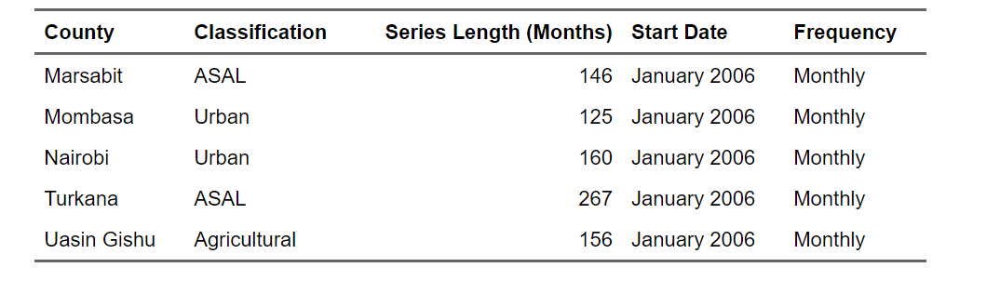 County Classification Series Length (Months) Start Date Frequency
Marsabit ASAL 146 January 2006 Monthly
Mombasa Urban 125 January 2006 Monthly
Nairobi Urban 160 January 2006 Monthly
Turkana ASAL 267 January 2006 Monthly
Uasin Gishu Agricultural 156 January 2006 Monthly